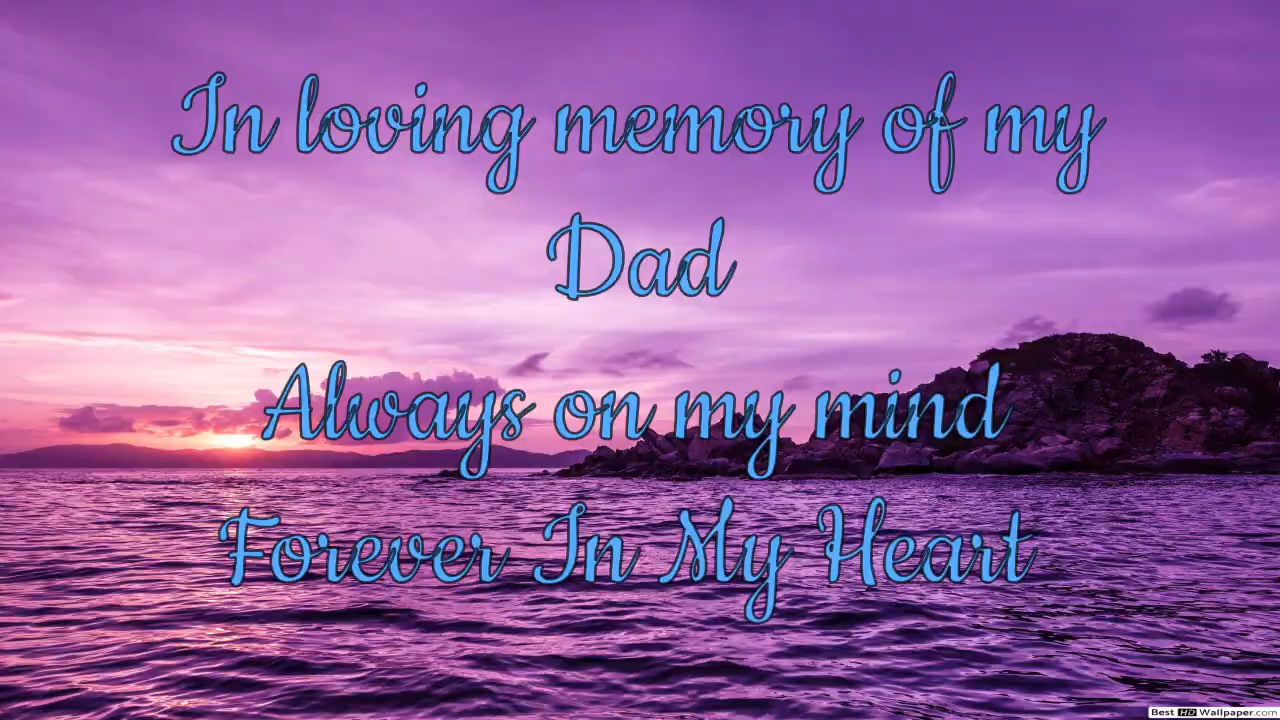 In loving memory of my
Dad
Always on my mind
Forever In My Heart
Best HD Wallpaper.com